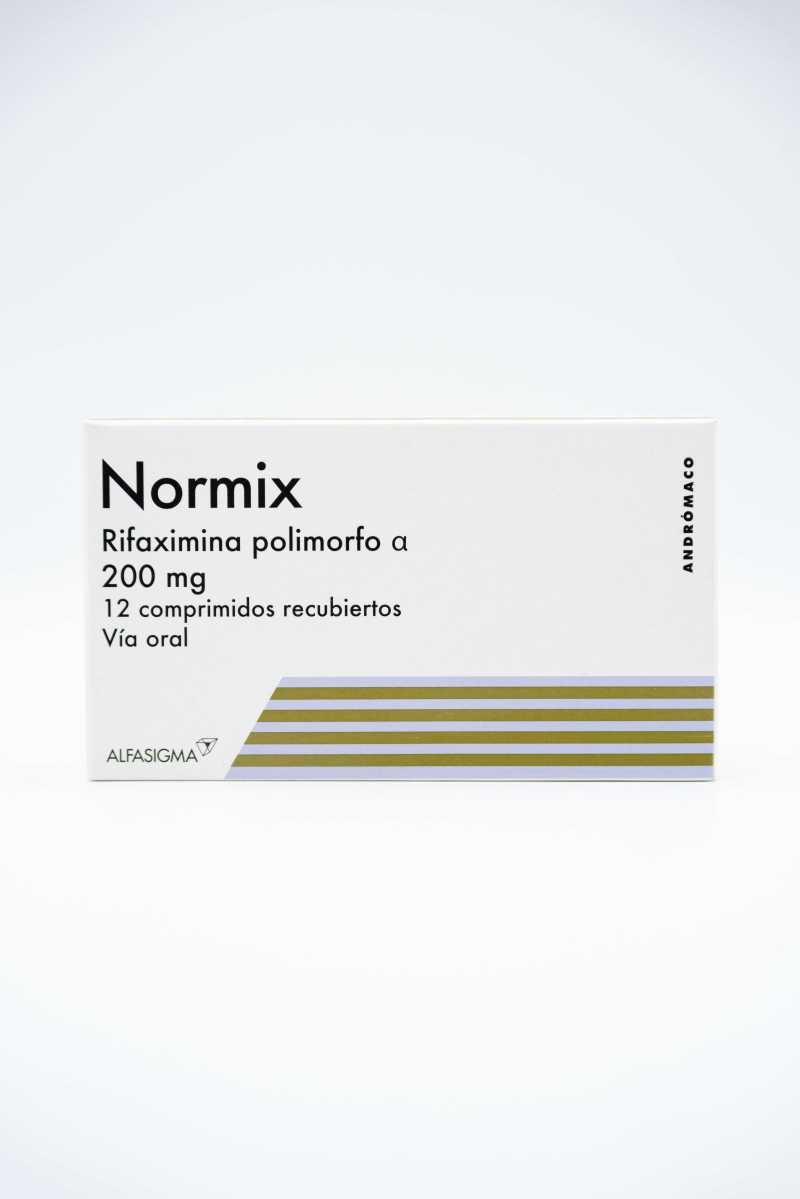 Normix
Rifaximina polimorfo α
200 mg
12 comprimidos recubiertos
Vía oral
ALFASIGMA
ANDRÓMACO